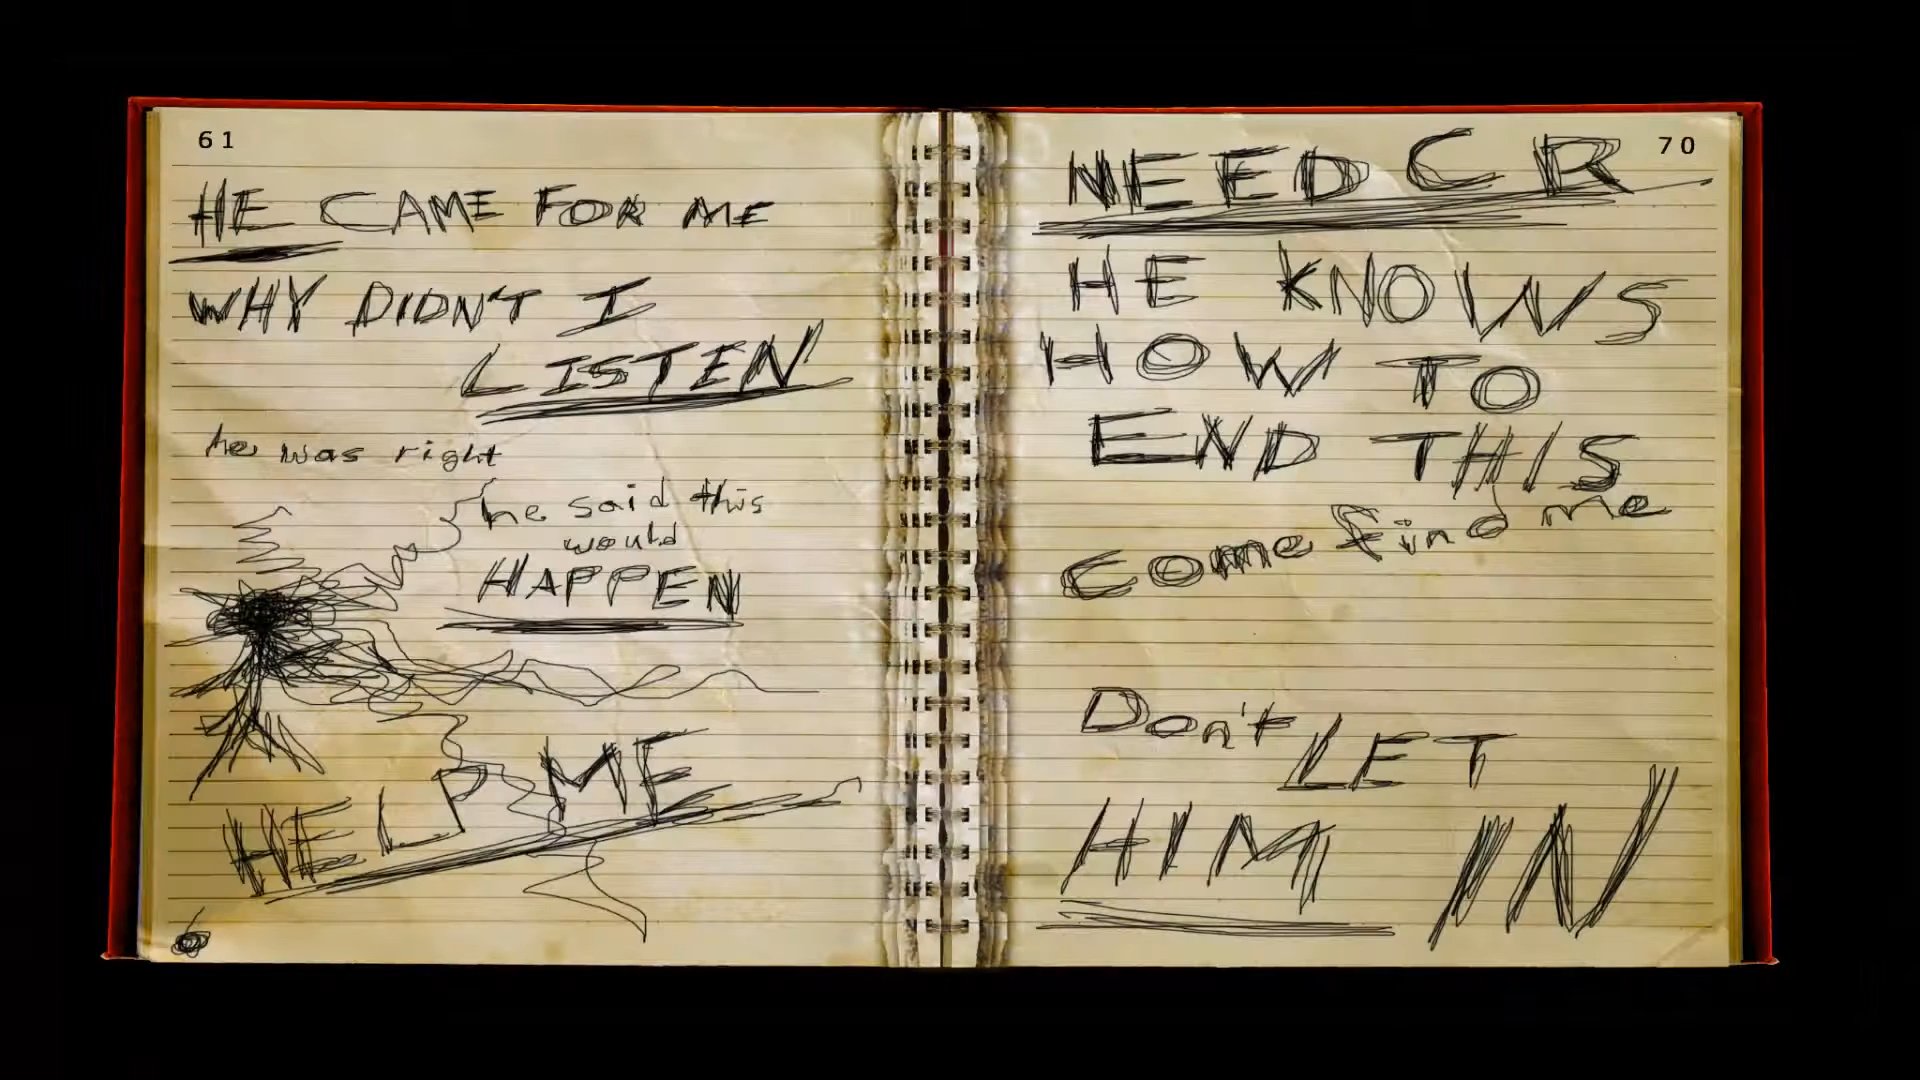 61
HE CAME FOR ME
WHY DIDN'T I
LISTEN
he was right
he said this
would
HAPPEN
HELP ME
70
NEED CR
HE KNOWS
HOW TO
END THIS
come find me
Don't LET
HIM IN